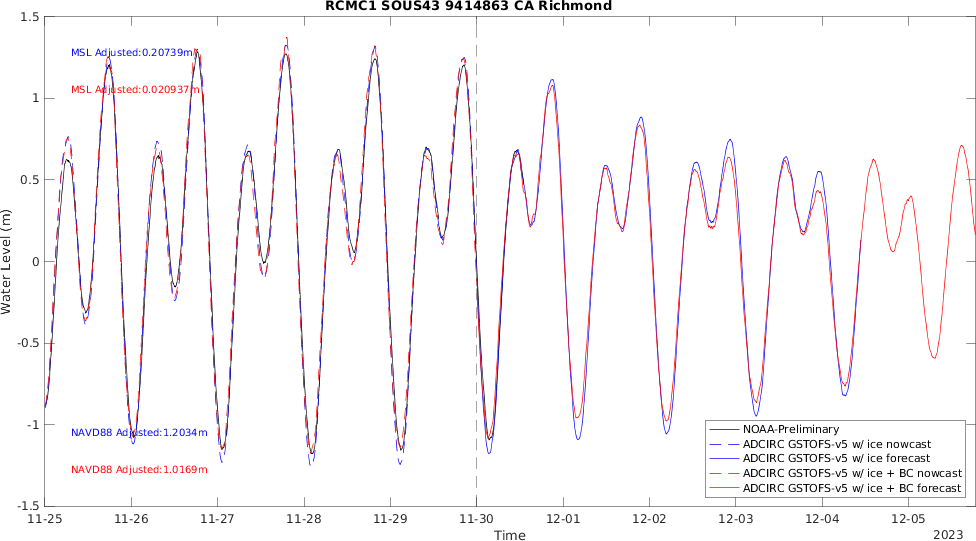 RCMC1 SOUS43 9414863 CA Richmond
1.5
MSL Adjusted:0.20739m
MSL Adjusted:0.020937m
1
0.5
0
Water Level (m)
-0.5
-1
NAVD88 Adjusted:1.2034m
NAVD88 Adjusted:1.0169m
-1.5
NOAA-Preliminary
ADCIRC GSTOFS-v5 w/ ice nowcast
ADCIRC GSTOFS-v5 w/ ice forecast
ADCIRC GSTOFS-v5 w/ ice + BC nowcast
ADCIRC GSTOFS-v5 w/ ice + BC forecast
11-25 11-26 11-27 11-28 11-29 11-30 12-01 12-02 12-03 12-04 12-05
Time
2023